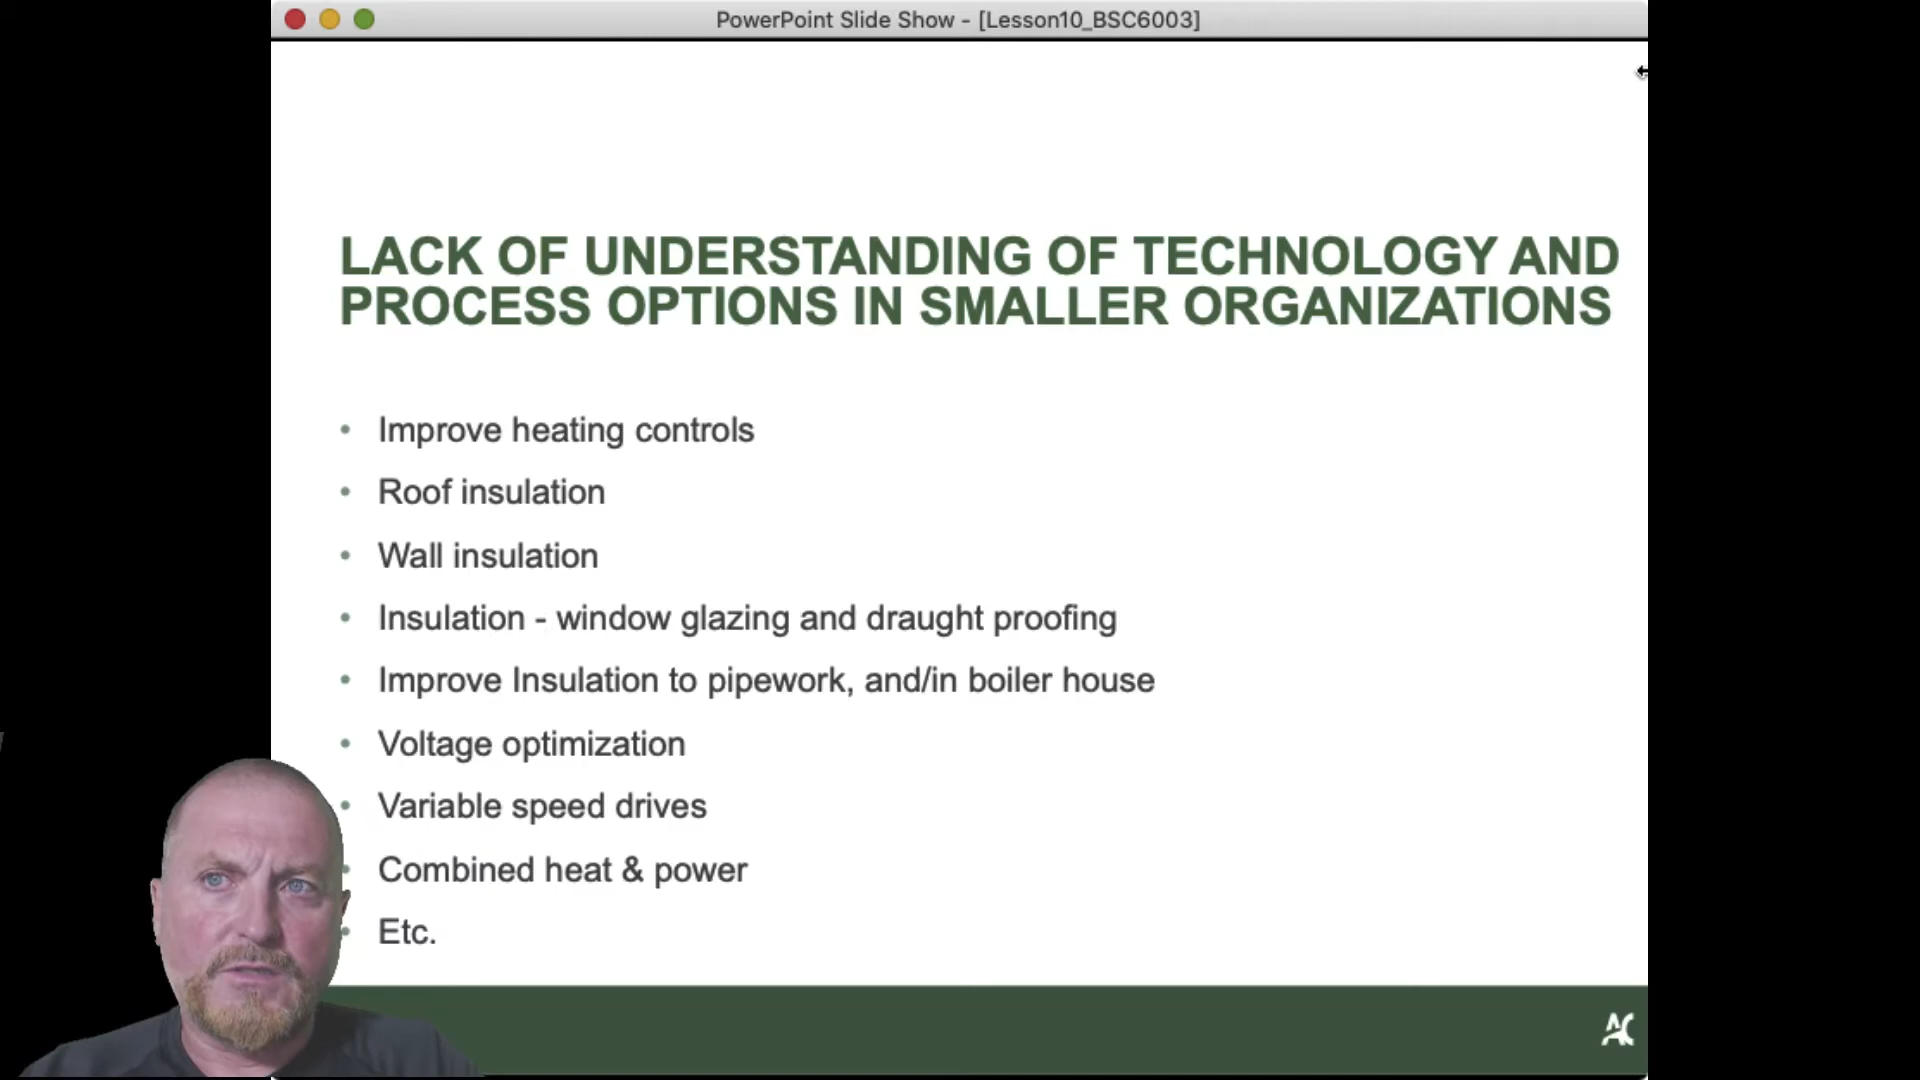 PowerPoint Slide Show - [Lesson10_BSC6003]
LACK OF UNDERSTANDING OF TECHNOLOGY AND
PROCESS OPTIONS IN SMALLER ORGANIZATIONS
• Improve heating controls
• Roof insulation
• Wall insulation
• Insulation - window glazing and draught proofing
• Improve Insulation to pipework, and/in boiler house
• Voltage optimization
• Variable speed drives
• Combined heat & power
• Etc.
AC